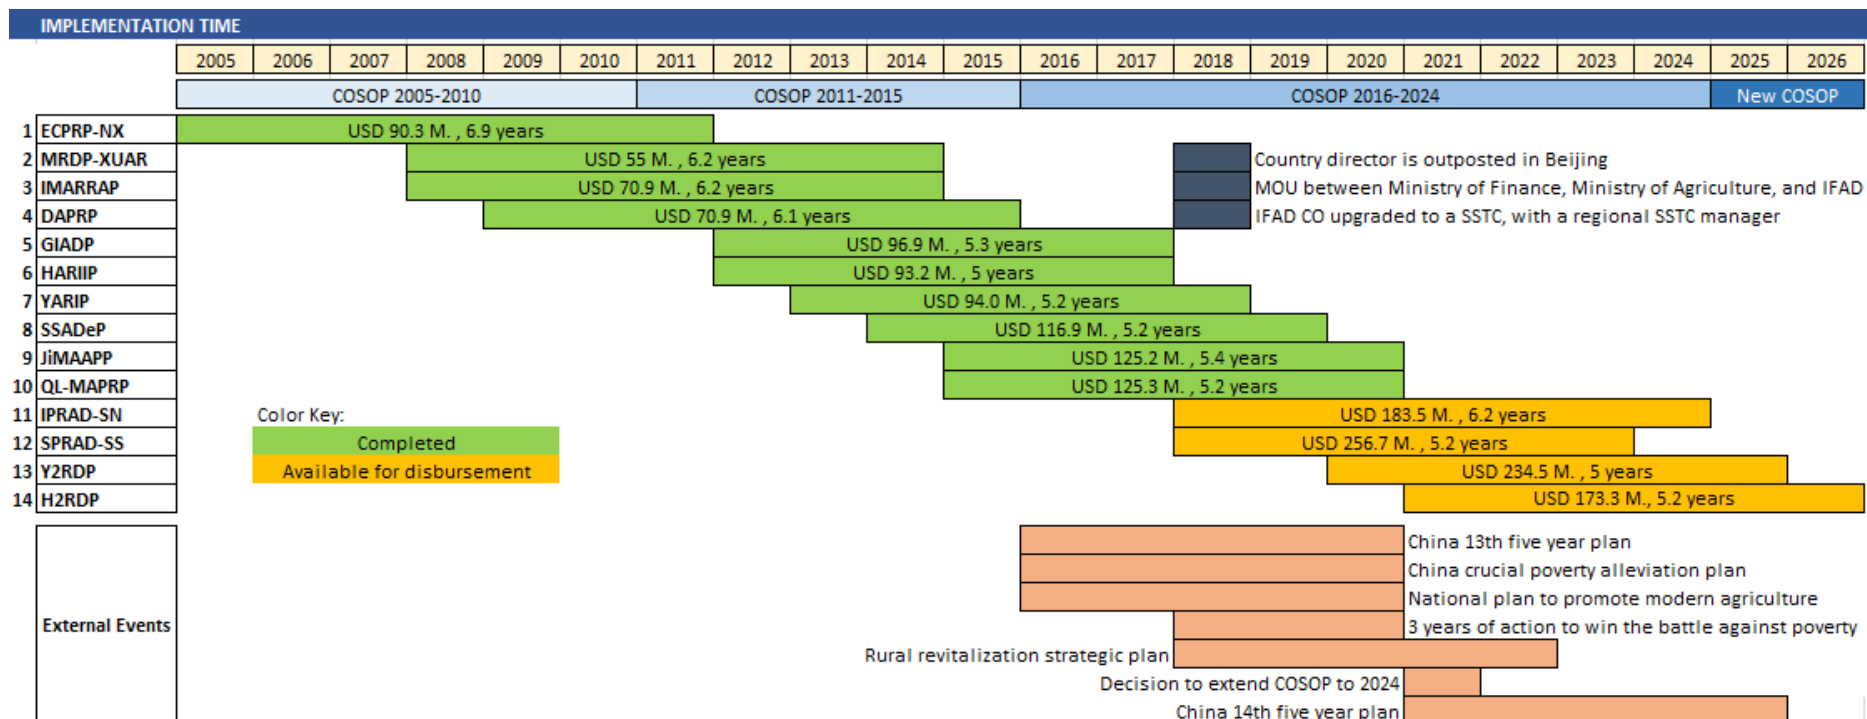 IMPLEMENTATION TIME
2005 2006 2007 2008 2009 2010 2011 2012 2013 2014 2015 2016 2017 2018 2019 2020 2021 2022 2023 2024 2025 2026
COSOP 2005-2010 COSOP 2011-2015 COSOP 2016-2024 New COSOP
1 ECPRP-NX USD 90.3 M. , 6.9 years
2 MRDP-XUAR USD 55 M. , 6.2 years Country director is outposted in Beijing
3 IMARRAP USD 70.9 M. , 6.2 years MOU between Ministry of Finance, Ministry of Agriculture, and IFAD
4 DAPRP USD 70.9 M. , 6.1 years IFAD CO upgraded to a SSTC, with a regional SSTC manager
5 GIADP USD 96.9 M. , 5.3 years
6 HARIIP USD 93.2 M. , 5 years
7 YARIP USD 94.0 M. , 5.2 years
8 SSADeP USD 116.9 M. , 5.2 years
9 JiMAAPP USD 125.2 M. , 5.4 years
10 QL-MAPRP USD 125.3 M. , 5.2 years
11 IPRAD-SN Color Key: USD 183.5 M. , 6.2 years
12 SPRAD-SS Completed USD 256.7 M. , 5.2 years
13 Y2RDP Available for disbursement USD 234.5 M. , 5 years
14 H2RDP USD 173.3 M., 5.2 years
China 13th five year plan
China crucial poverty alleviation plan
National plan to promote modern agriculture
External Events 3 years of action to win the battle against poverty
Rural revitalization strategic plan
Decision to extend COSOP to 2024
China 14th five year plan